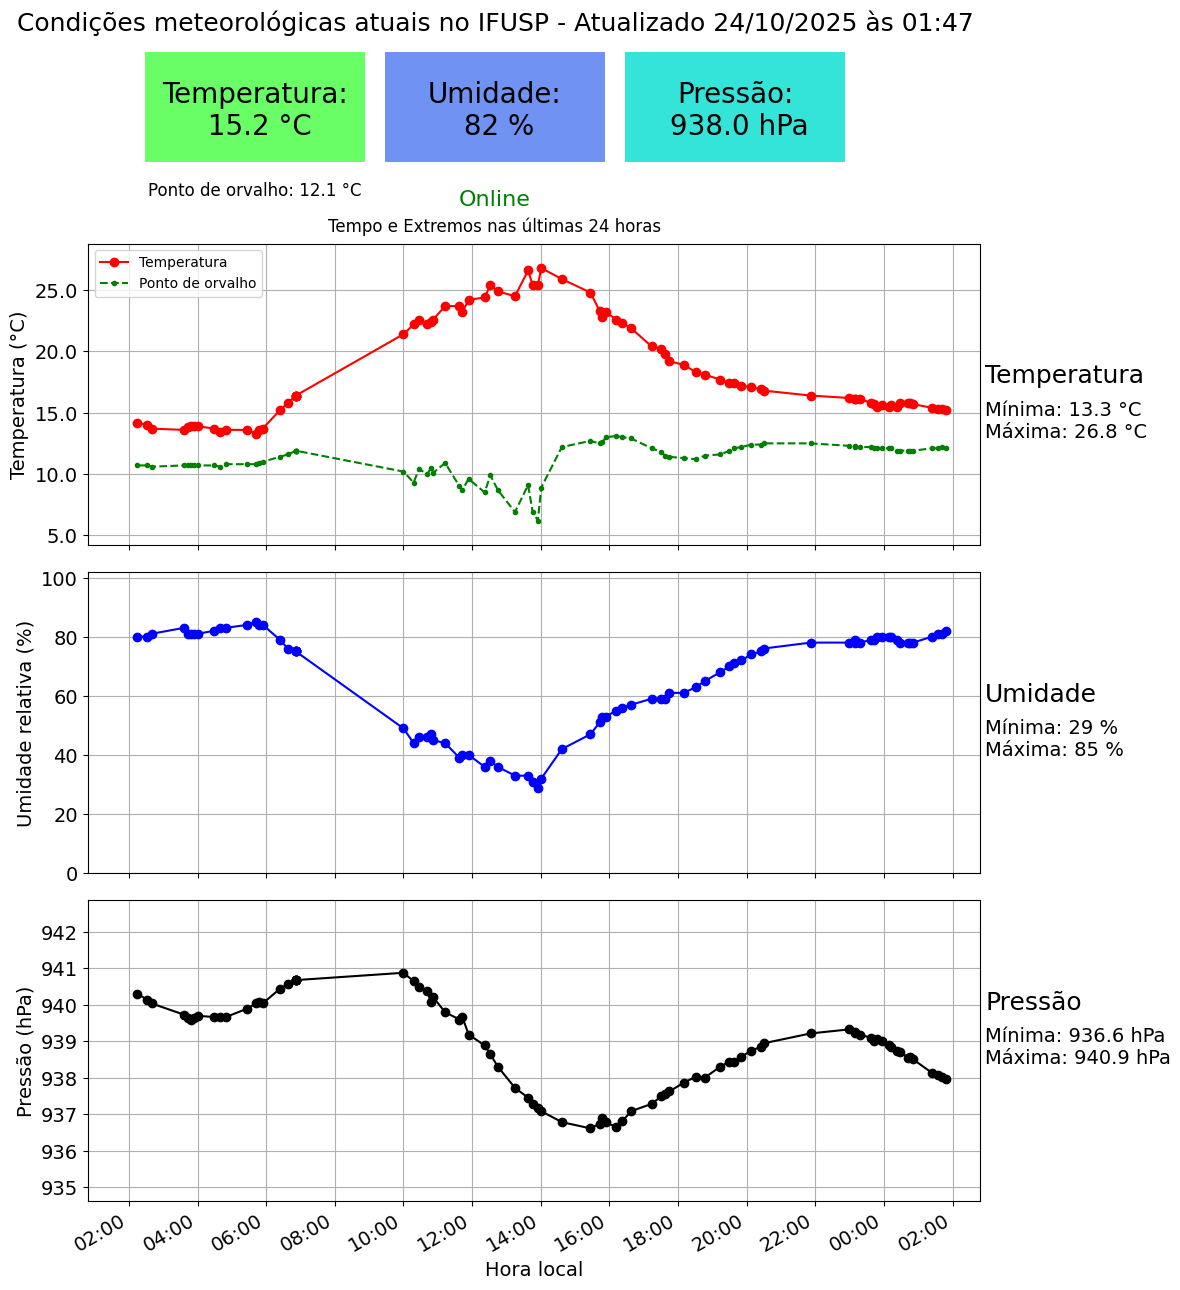 Condições meteorológicas atuais no IFUSP - Atualizado 24/10/2025 às 01:47
Temperatura:
15.2 °C
Umidade:
82 %
Pressão:
938.0 hPa
Ponto de orvalho: 12.1 °C
Online
Tempo e Extremos nas últimas 24 horas
Temperatura
Ponto de orvalho
Temperatura (°C)
25.0
20.0
15.0
10.0
5.0
Temperatura
Mínima: 13.3 °C
Máxima: 26.8 °C
Umidade relativa (%)
100
80
60
40
20
0
Umidade
Mínima: 29 %
Máxima: 85 %
Pressão (hPa)
942
941
940
939
938
937
936
935
Pressão
Mínima: 936.6 hPa
Máxima: 940.9 hPa
02:00
04:00
06:00
08:00
10:00
12:00
14:00
16:00
18:00
20:00
22:00
00:00
02:00
Hora local